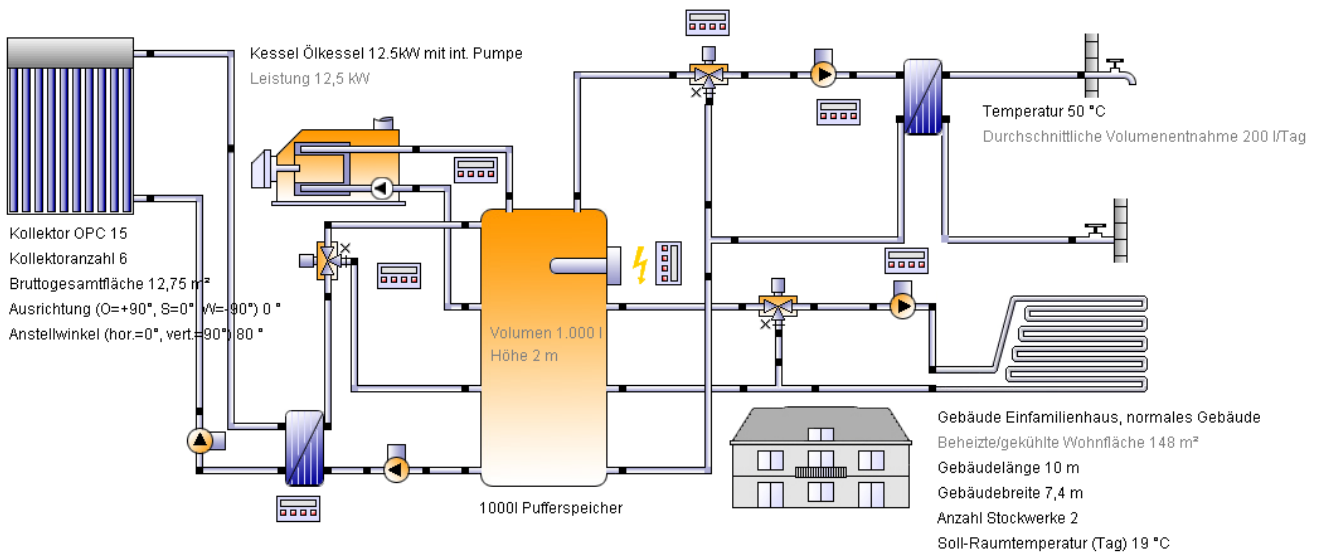 Kessel Ölkessel 12.5kW mit int. Pumpe
Leistung 12,5 kW
Temperatur 50 °C
Durchschnittliche Volumenentnahme 200 l/Tag
Kollektor OPC 15
Kollektoranzahl 6
Bruttogesamtfläche 12,75 m²
Ausrichtung (O=+90°, S=0°, W=-90°) 0 °
Anstellwinkel (hor.=0°, vert.=90°) 80 °
Volumen 1.000 l
Höhe 2 m
1000l Pufferspeicher
Gebäude Einfamilienhaus, normales Gebäude
Beheizte/gekühlte Wohnfläche 148 m²
Gebäudelänge 10 m
Gebäudebreite 7,4 m
Anzahl Stockwerke 2
Soll-Raumtemperatur (Tag) 19 °C